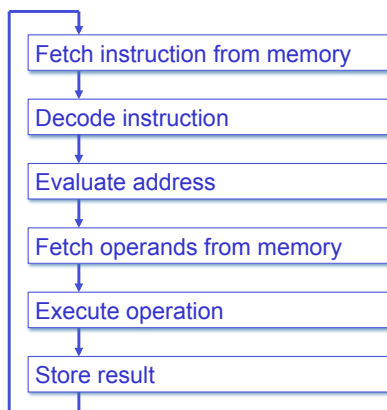 Fetch instruction from memory
Decode instruction
Evaluate address
Fetch operands from memory
Execute operation
Store result